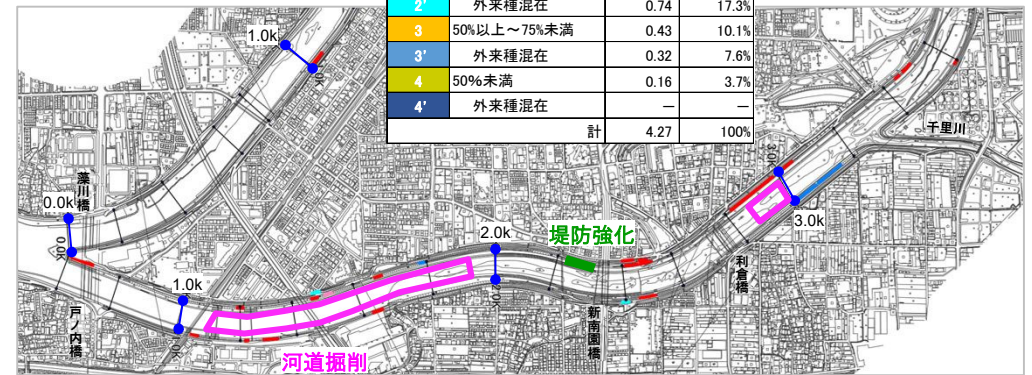 2' 外来種混在 0.74 17.3%
3 50%以上～75%未満 0.43 10.1%
3' 外来種混在 0.32 7.6%
4 50%未満 0.16 3.7%
4' 外来種混在 － －
計 4.27 100%
1.0k
千里川
3.0k
藻川橋
0.0k
0.0k
3.0k
2.0k
堤防強化
利倉橋
1.0k
新南園橋
戸ノ内橋
河道掘削